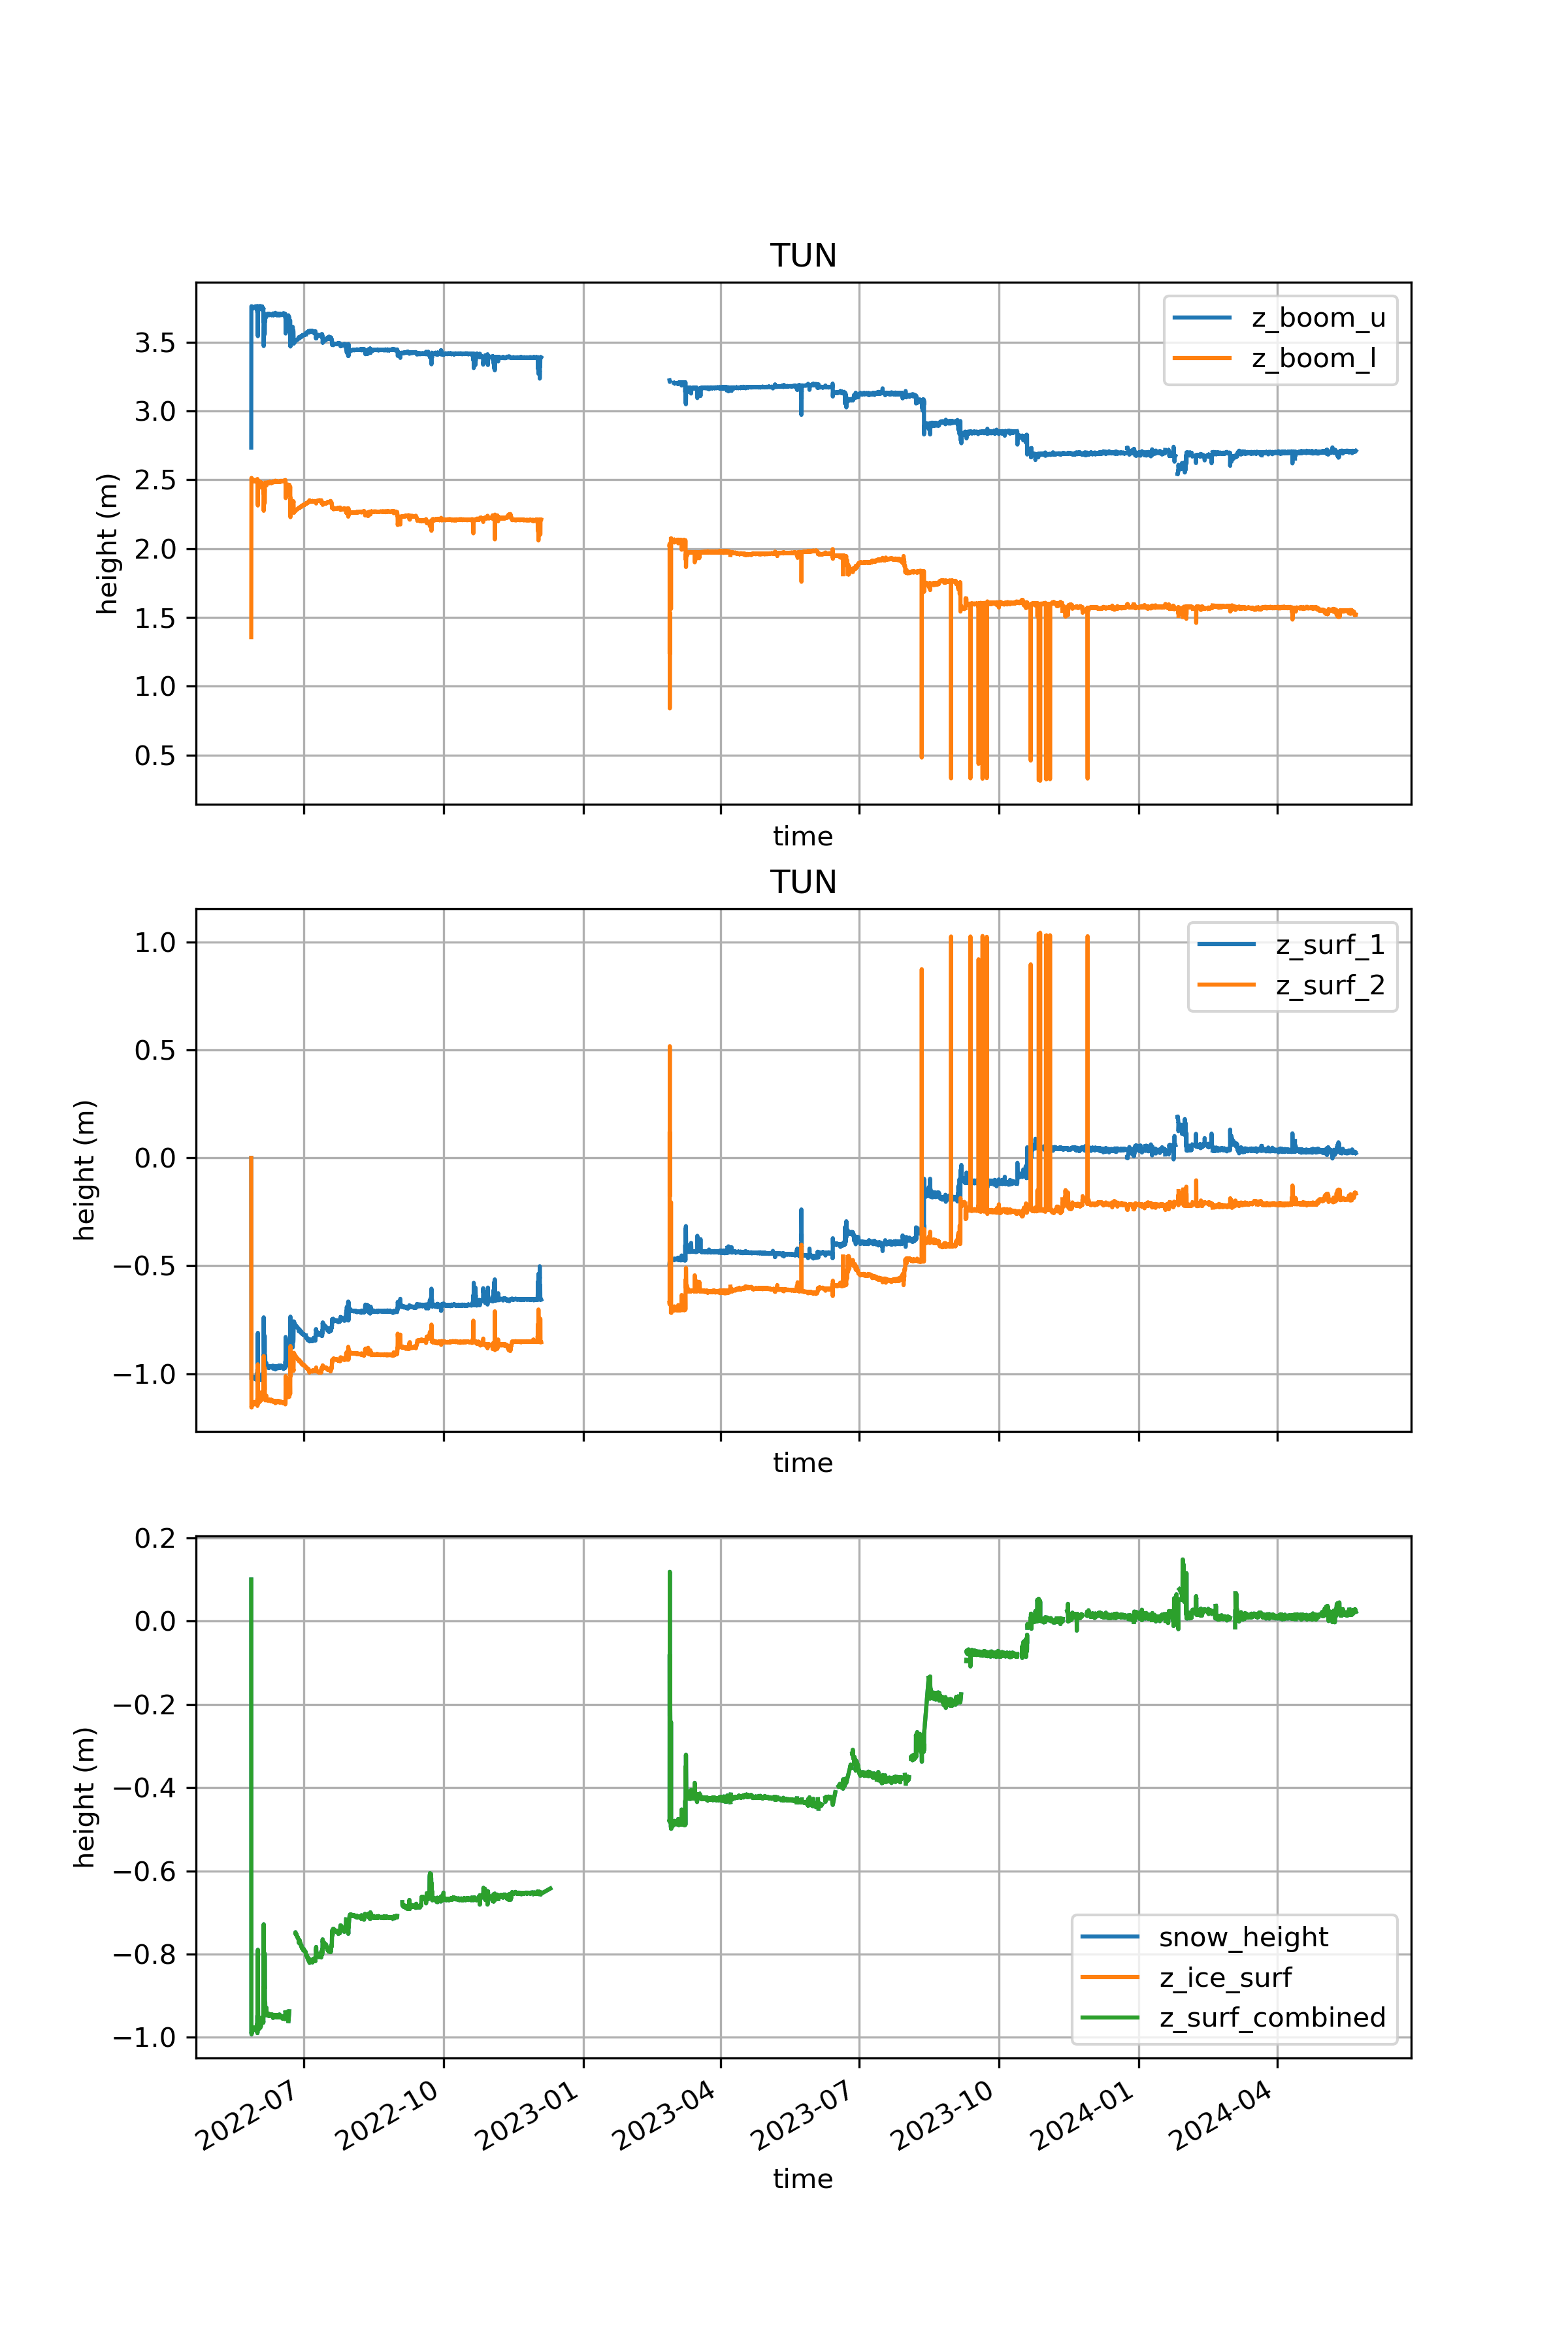 TUN
z_boom_u
z_boom_l
3.5
3.0
2.5
2.0
1.5
1.0
0.5
height (m)
time
TUN
z_surf_1
z_surf_2
1.0
0.5
0.0
−0.5
−1.0
height (m)
time
0.2
0.0
−0.2
−0.4
−0.6
−0.8
−1.0
height (m)
snow_height
z_ice_surf
z_surf_combined
2022-07
2022-10
2023-01
2023-04
2023-07
2023-10
2024-01
2024-04
time